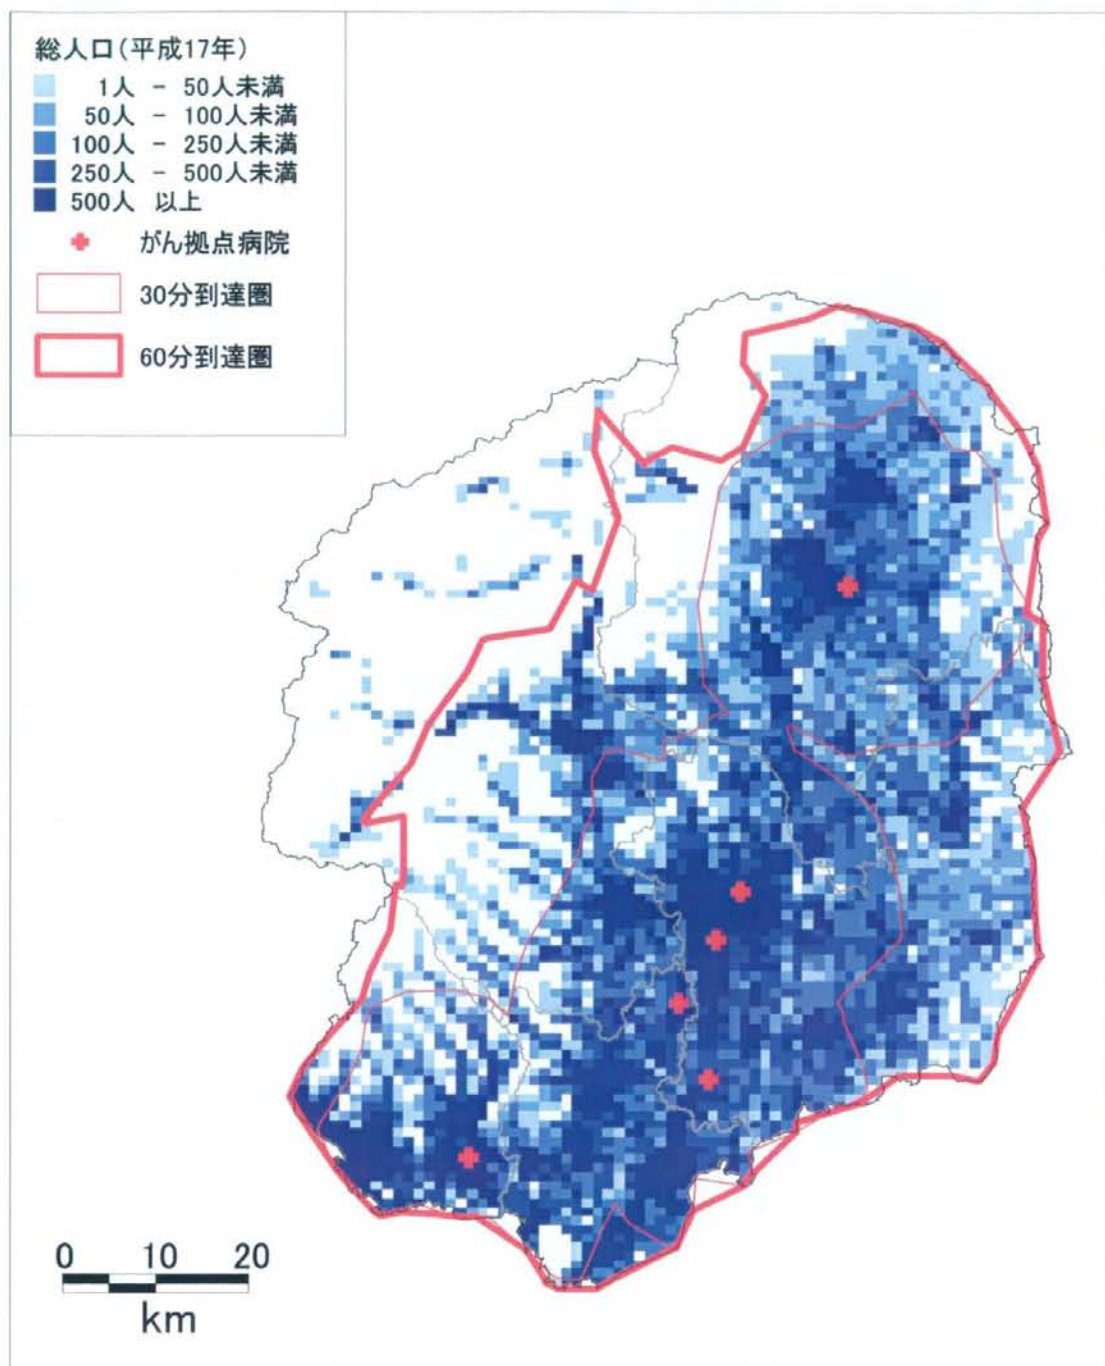 総人口(平成17年)
1人 - 50人未満
50人 - 100人未満
100人 - 250人未満
250人 - 500人未満
500人 以上
がん拠点病院
30分到達圏
60分到達圏
0 10 20
km